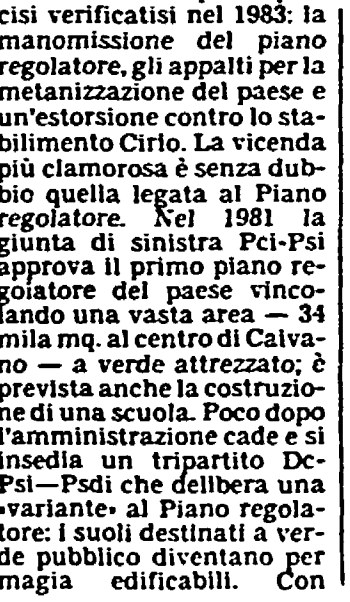 cisi verificatisi nel 1983: la
manomissione del piano
regolatore, gli appalti per la
metanizzazione del paese e
un'estorsione contro lo sta-
bilimento Cirio. La vicenda
più clamorosa è senza dub-
bio quella legata al Piano
regolatore. Nel 1981 la
giunta di sinistra Pci-Psi
approva il primo piano re-
golatore del paese vinco-
lando una vasta area — 34
mila mq. al centro di Caiva-
no — a verde attrezzato; è
prevista anche la costruzio-
ne di una scuola. Poco dopo
l'amministrazione cade e si
insedia un tripartito Dc-
Psi—Psdi che delibera una
«variante» al Piano regola-
tore: i suoli destinati a ver-
de pubblico diventano per
magia edificabili. Con